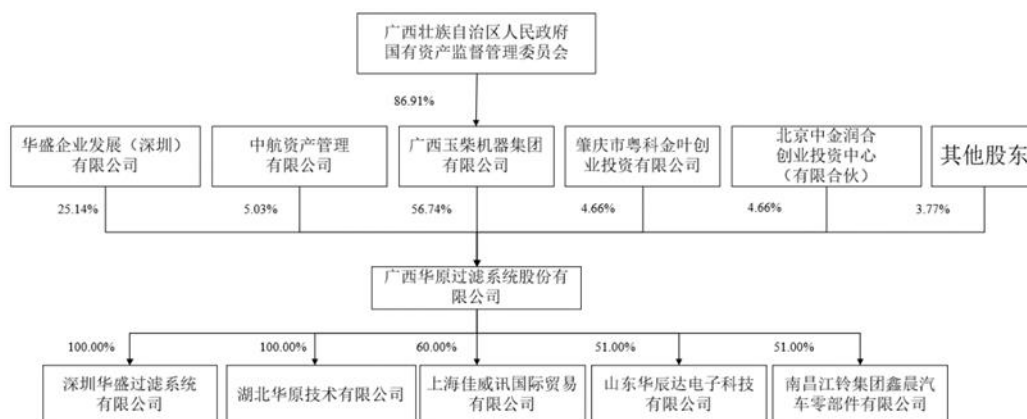 广西壮族自治区人民政府
国有资产监督管理委员会
86.91%
华盛企业发展（深圳）
有限公司
中航资产管理
有限公司
广西玉柴机器集团
有限公司
肇庆市粤科金叶创
业投资有限公司
北京中金润合
创业投资中心
（有限合伙）
其他股东
25.14%
5.03%
56.74%
4.66%
4.66%
3.77%
广西华原过滤系统股份有
限公司
100.00%
100.00%
60.00%
51.00%
51.00%
深圳华盛过滤系统
有限公司
湖北华原技术有限公司
上海佳威讯国际贸易
有限公司
山东华辰达电子科技
有限公司
南昌江铃集团鑫晨汽
车零部件有限公司